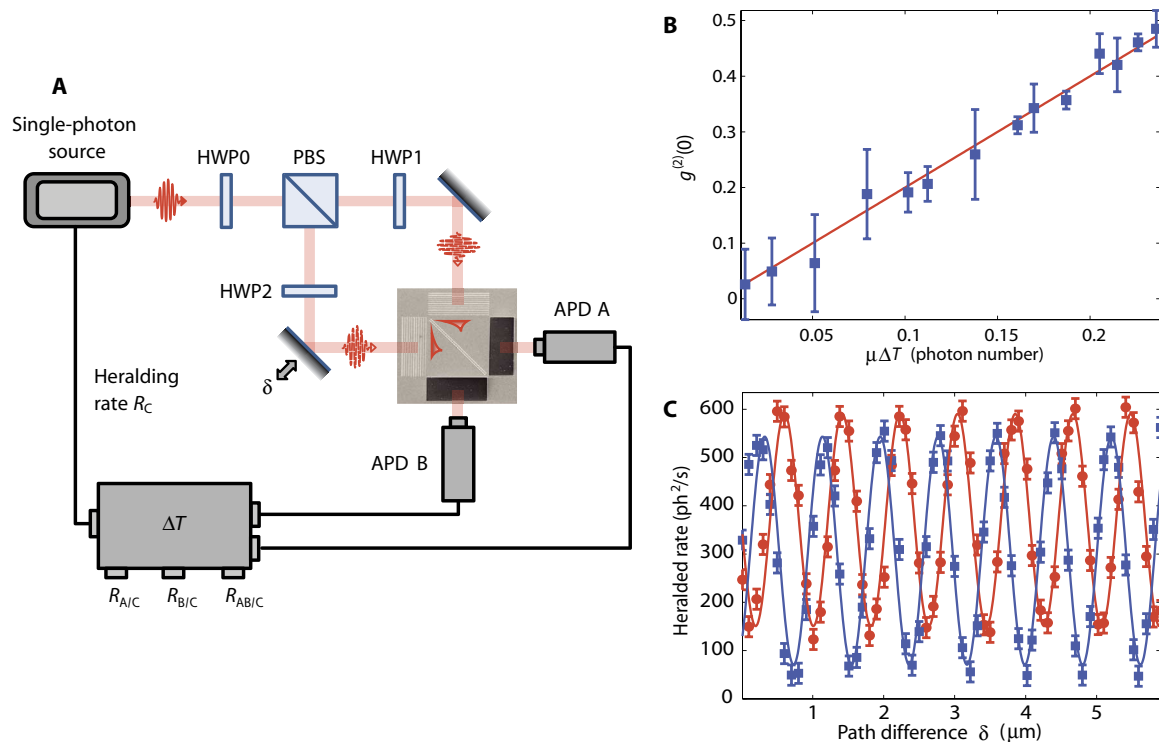 A
Single-photon
source
HWP0
PBS
HWP1
HWP2
δ
APD A
APD B
Heralding
rate R_C
ΔT
R_A/C
R_B/C
R_AB/C
B
g^(2)(0)
0.5
0.4
0.3
0.2
0.1
0
0.05
0.1
0.15
0.2
μΔT (photon number)
C
Heralded rate (ph²/s)
600
500
400
300
200
100
0
1
2
3
4
5
Path difference δ (μm)